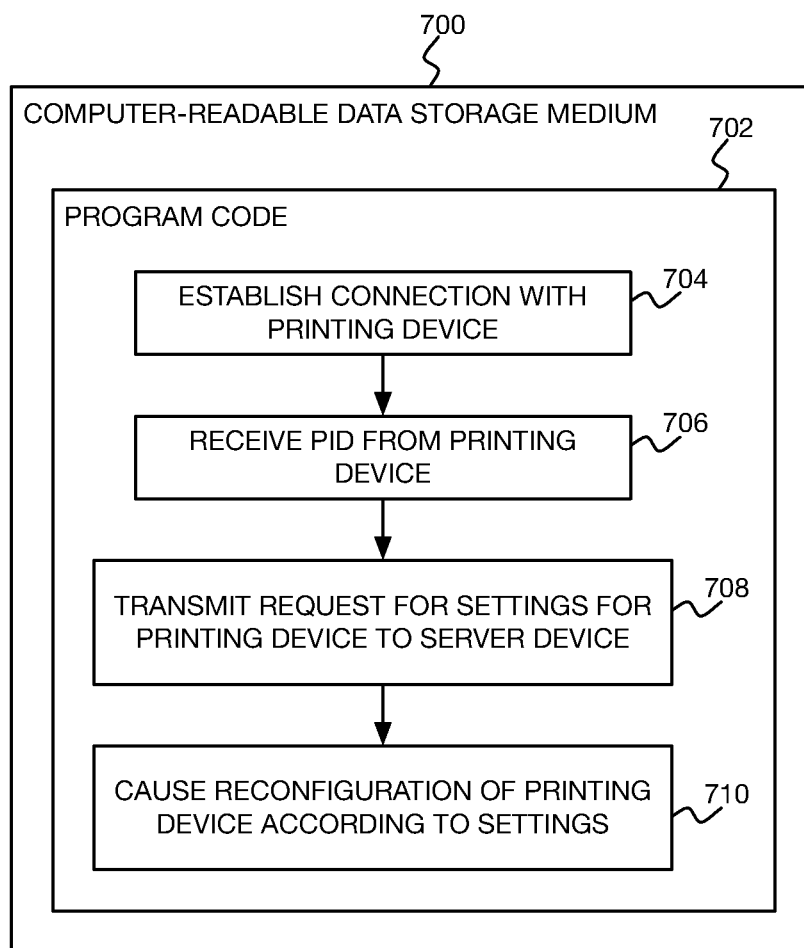 700
COMPUTER-READABLE DATA STORAGE MEDIUM
702
PROGRAM CODE
ESTABLISH CONNECTION WITH
PRINTING DEVICE
704
RECEIVE PID FROM PRINTING
DEVICE
706
TRANSMIT REQUEST FOR SETTINGS FOR
PRINTING DEVICE TO SERVER DEVICE
708
CAUSE RECONFIGURATION OF PRINTING
DEVICE ACCORDING TO SETTINGS
710